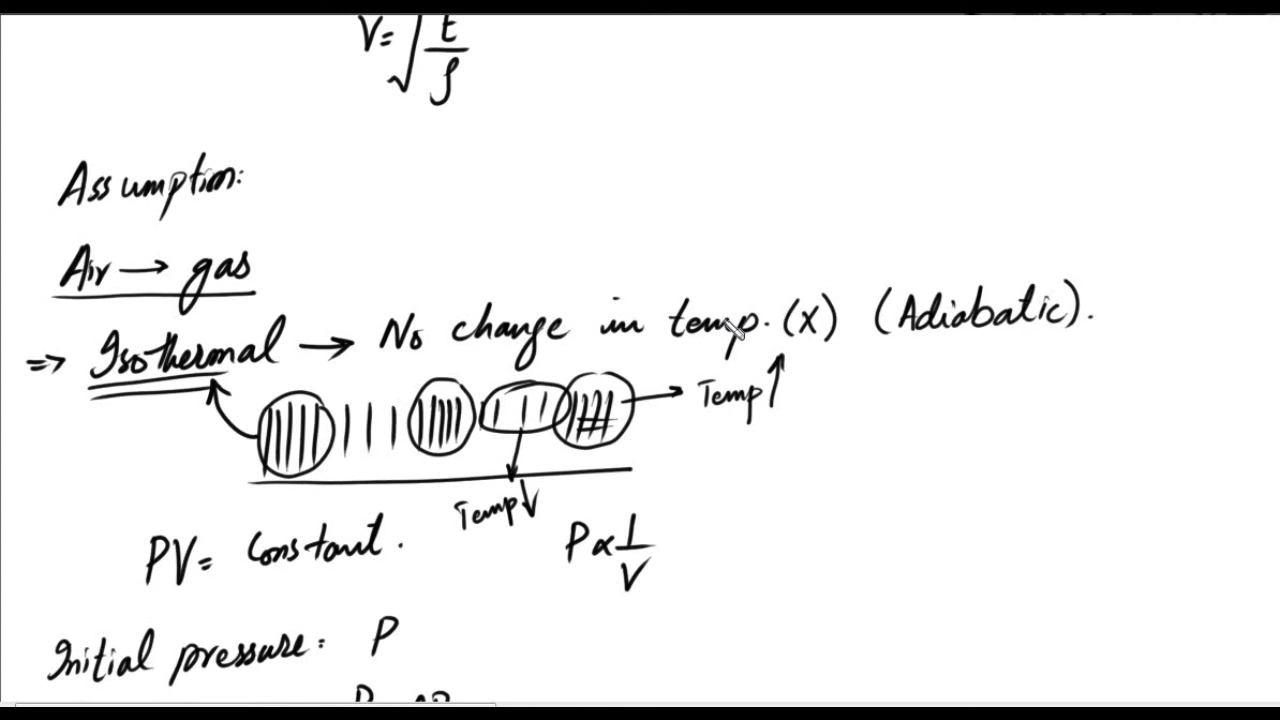 V= √t/ρ
Assumption:
Air → gas
⇒ Isothermal → No change in temp. (x) (Adiabatic).
Temp↑
Temp↓
PV= Constant. P∝1/V
Initial pressure: P